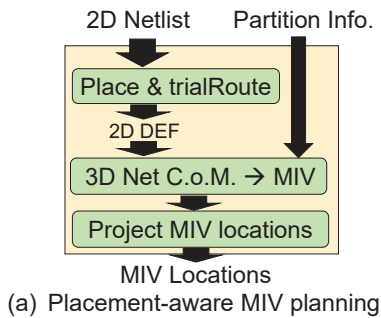 2D Netlist Partition Info.
Place & trialRoute
2D DEF
3D Net C.o.M. → MIV
Project MIV locations
MIV Locations
(a) Placement-aware MIV planning